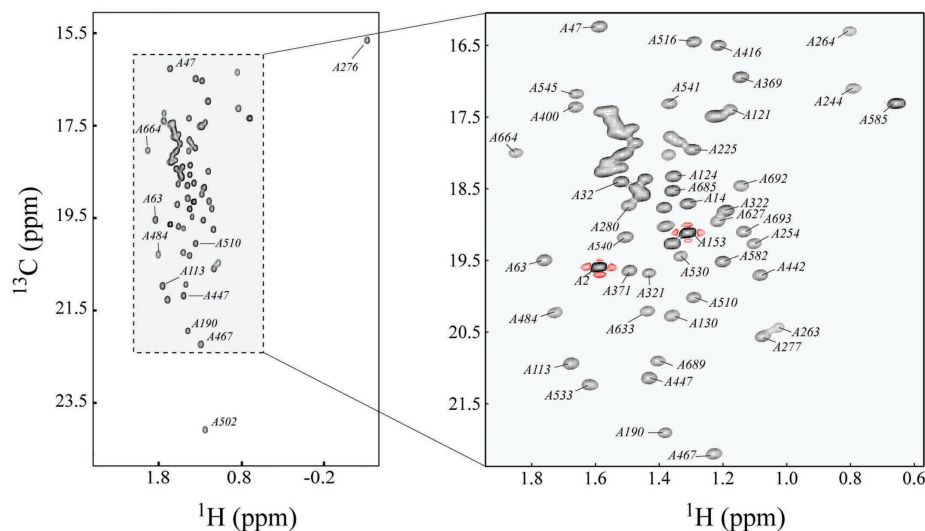 15.5
17.5
19.5
21.5
23.5
13C (ppm)
1.8
0.8
-0.2
1H (ppm)
A276
A47
A664
A63
A484
A510
A113
A447
A190
A467
A502
16.5
17.5
18.5
19.5
20.5
21.5
1.8
1.6
1.4
1.2
1.0
0.6
1H (ppm)
A47
A516
A416
A264
A369
A545
A541
A244
A400
A121
A585
A664
A225
A124
A32
A685
A692
A14
A322
A280
A627
A693
A153
A254
A540
A63
A530
A582
A2
A442
A371
A321
A510
A484
A633
A130
A263
A277
A113
A689
A447
A533
A190
A467